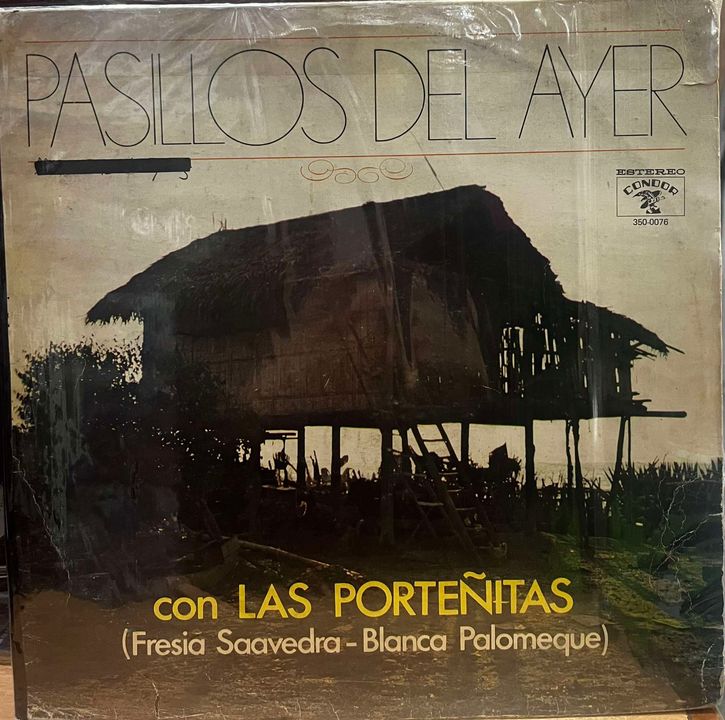 PASILLOS DEL AYER
ESTEREO
CONDOR
350-0076
con LAS PORTEÑITAS
(Fresia Saavedra - Blanca Palomeque)